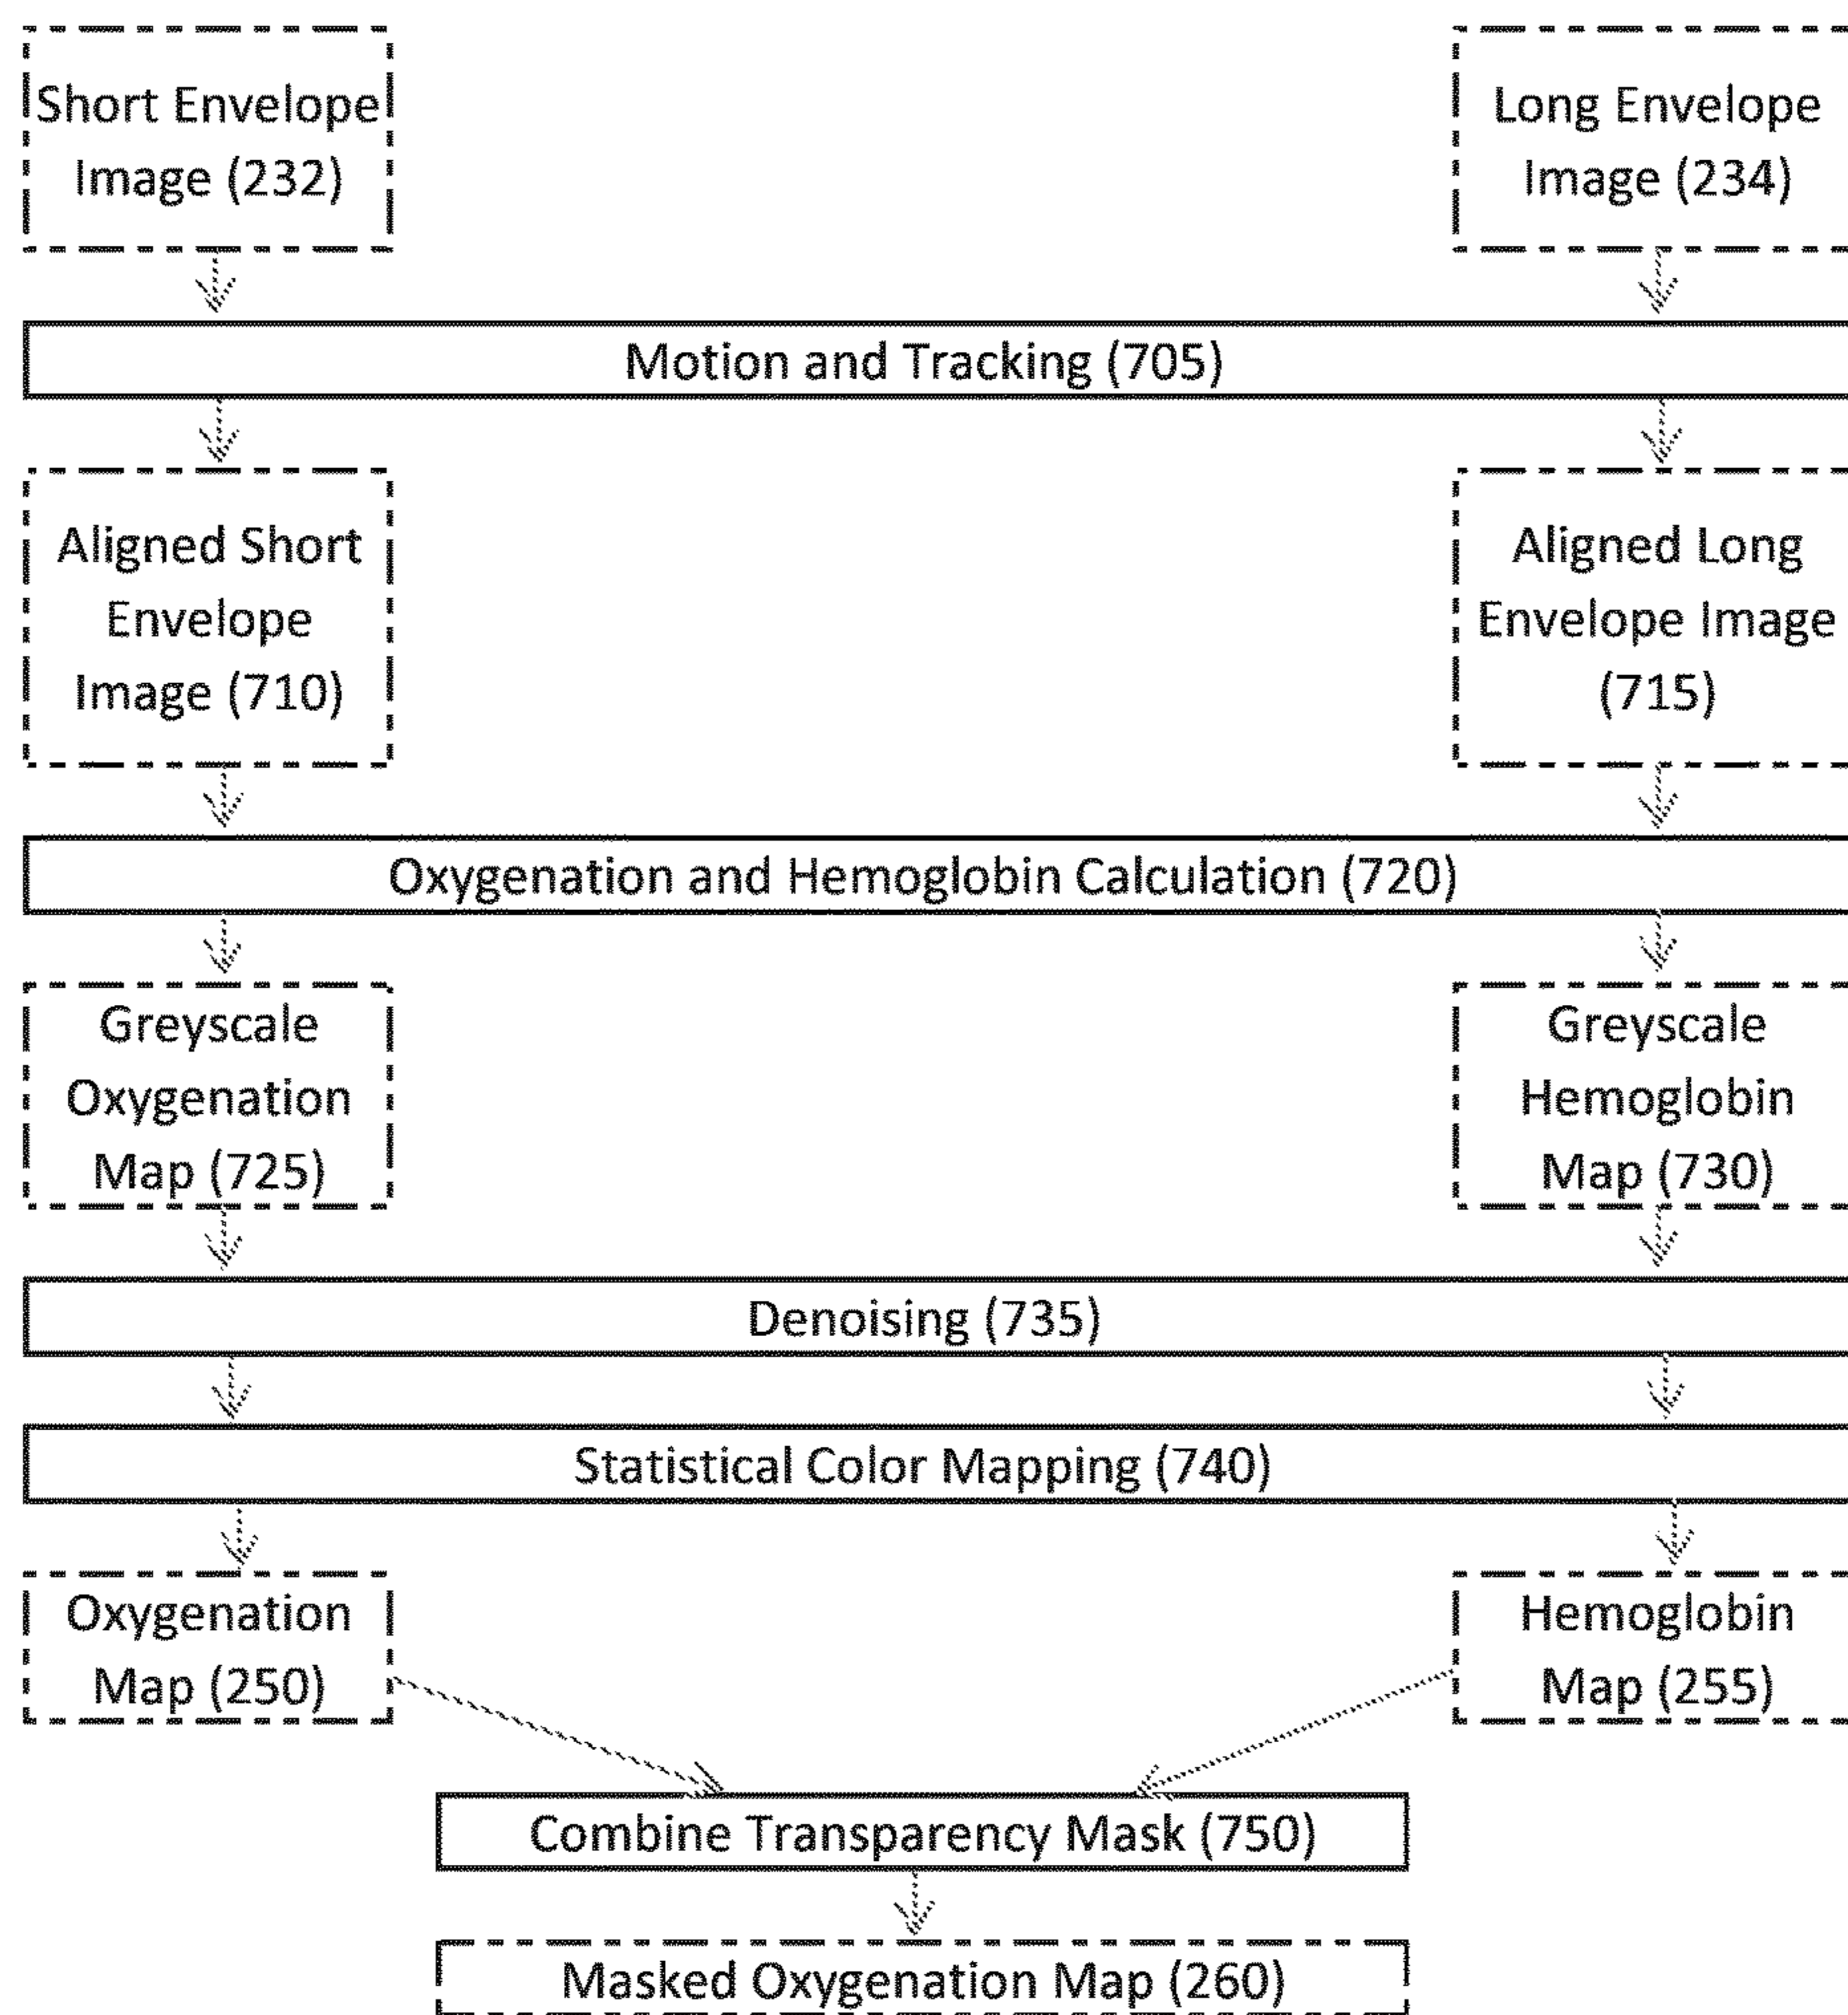 Short Envelope
Image (232)
Long Envelope
Image (234)
Motion and Tracking (705)
Aligned Short
Envelope
Image (710)
Aligned Long
Envelope Image
(715)
Oxygenation and Hemoglobin Calculation (720)
Greyscale
Oxygenation
Map (725)
Greyscale
Hemoglobin
Map (730)
Denoising (735)
Statistical Color Mapping (740)
Oxygenation
Map (250)
Hemoglobin
Map (255)
Combine Transparency Mask (750)
Masked Oxygenation Map (260)